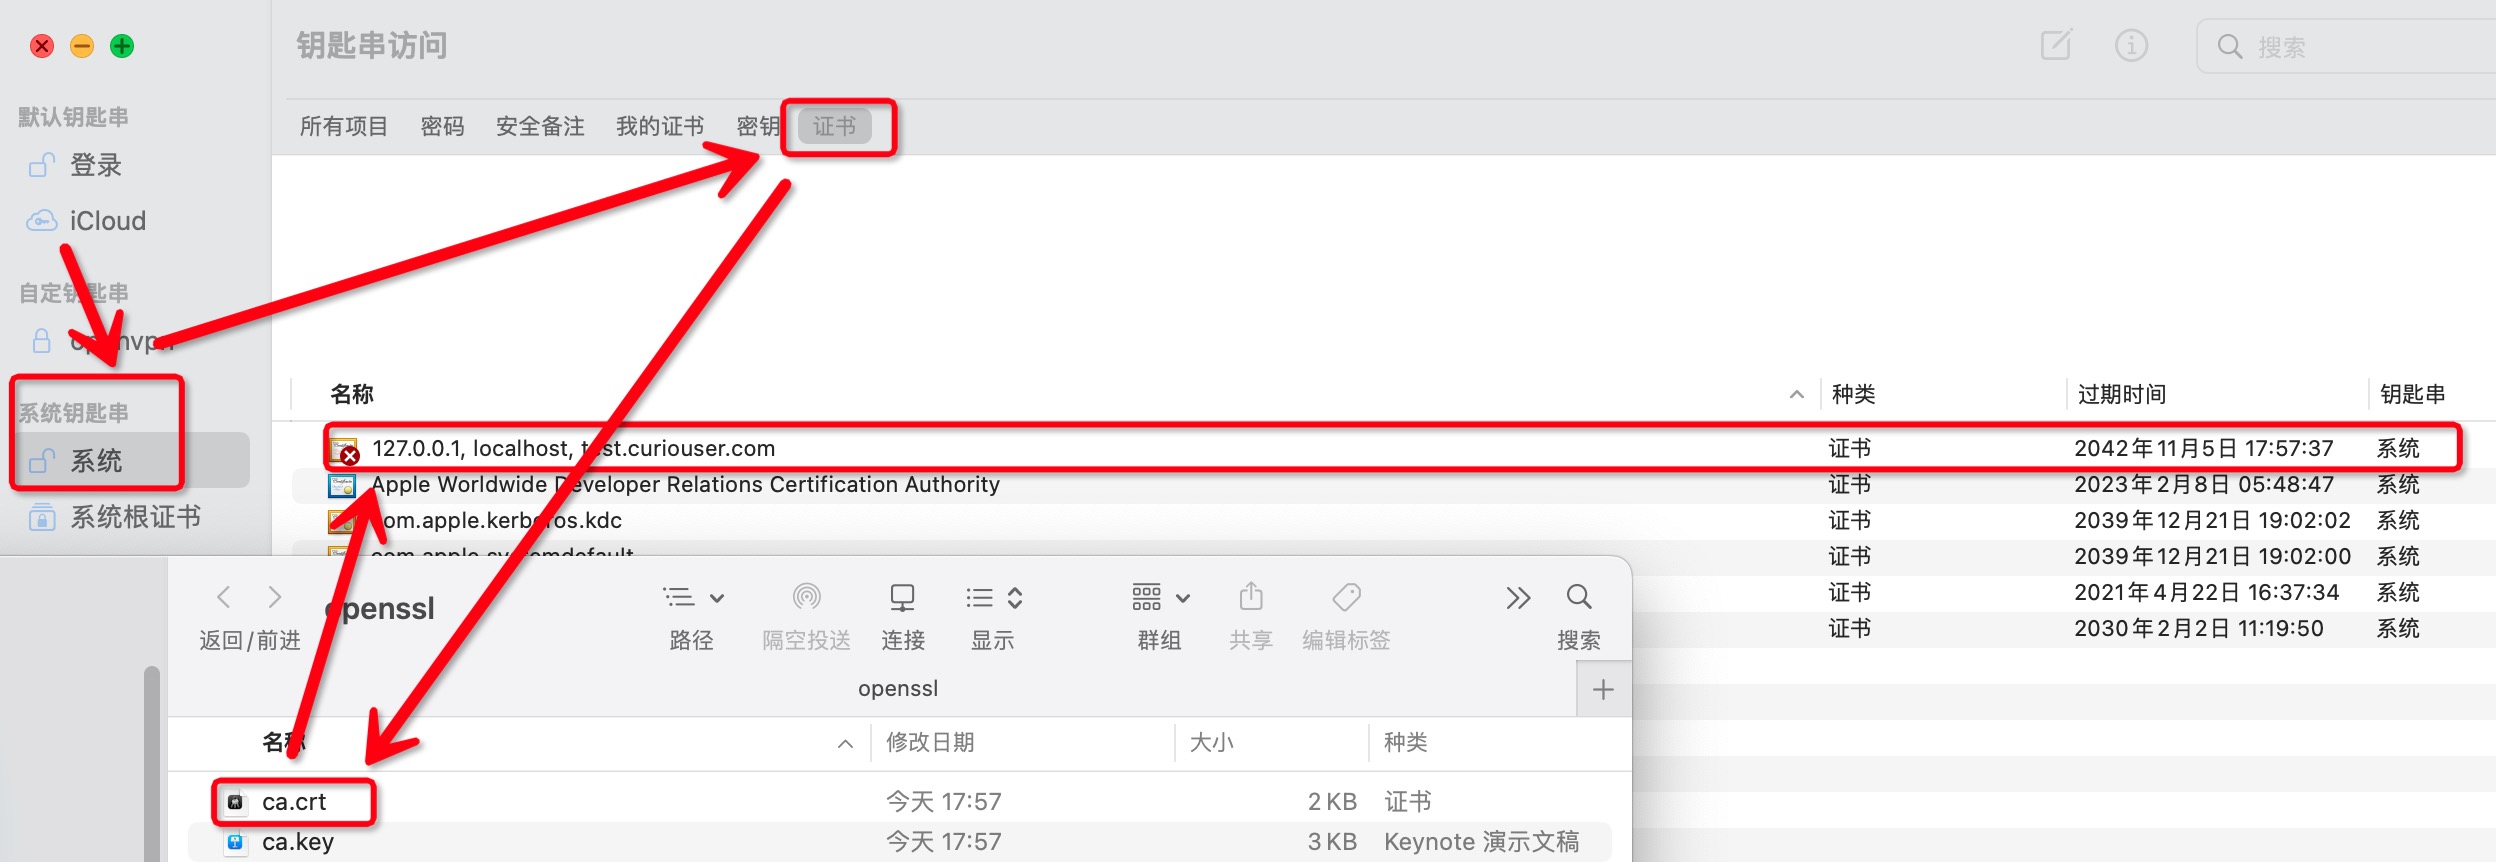 钥匙串访问
搜索
默认钥匙串
登录
iCloud
自定钥匙串
openvpn
系统钥匙串
系统
系统根证书
所有项目 密码 安全备注 我的证书 密钥 证书
名称 种类 过期时间 钥匙串
127.0.0.1, localhost, test.curiouser.com 证书 2042年11月5日 17:57:37 系统
Apple Worldwide Developer Relations Certification Authority 证书 2023年2月8日 05:48:47 系统
com.apple.kerberos.kdc 证书 2039年12月21日 19:02:02 系统
com.apple.systemdefault 证书 2039年12月21日 19:02:00 系统
证书 2021年4月22日 16:37:34 系统
证书 2030年2月2日 11:19:50 系统
openssl
返回/前进 路径 隔空投送 连接 显示 群组 共享 编辑标签 搜索
openssl
名称 修改日期 大小 种类
ca.crt 今天 17:57 2 KB 证书
ca.key 今天 17:57 3 KB Keynote 演示文稿